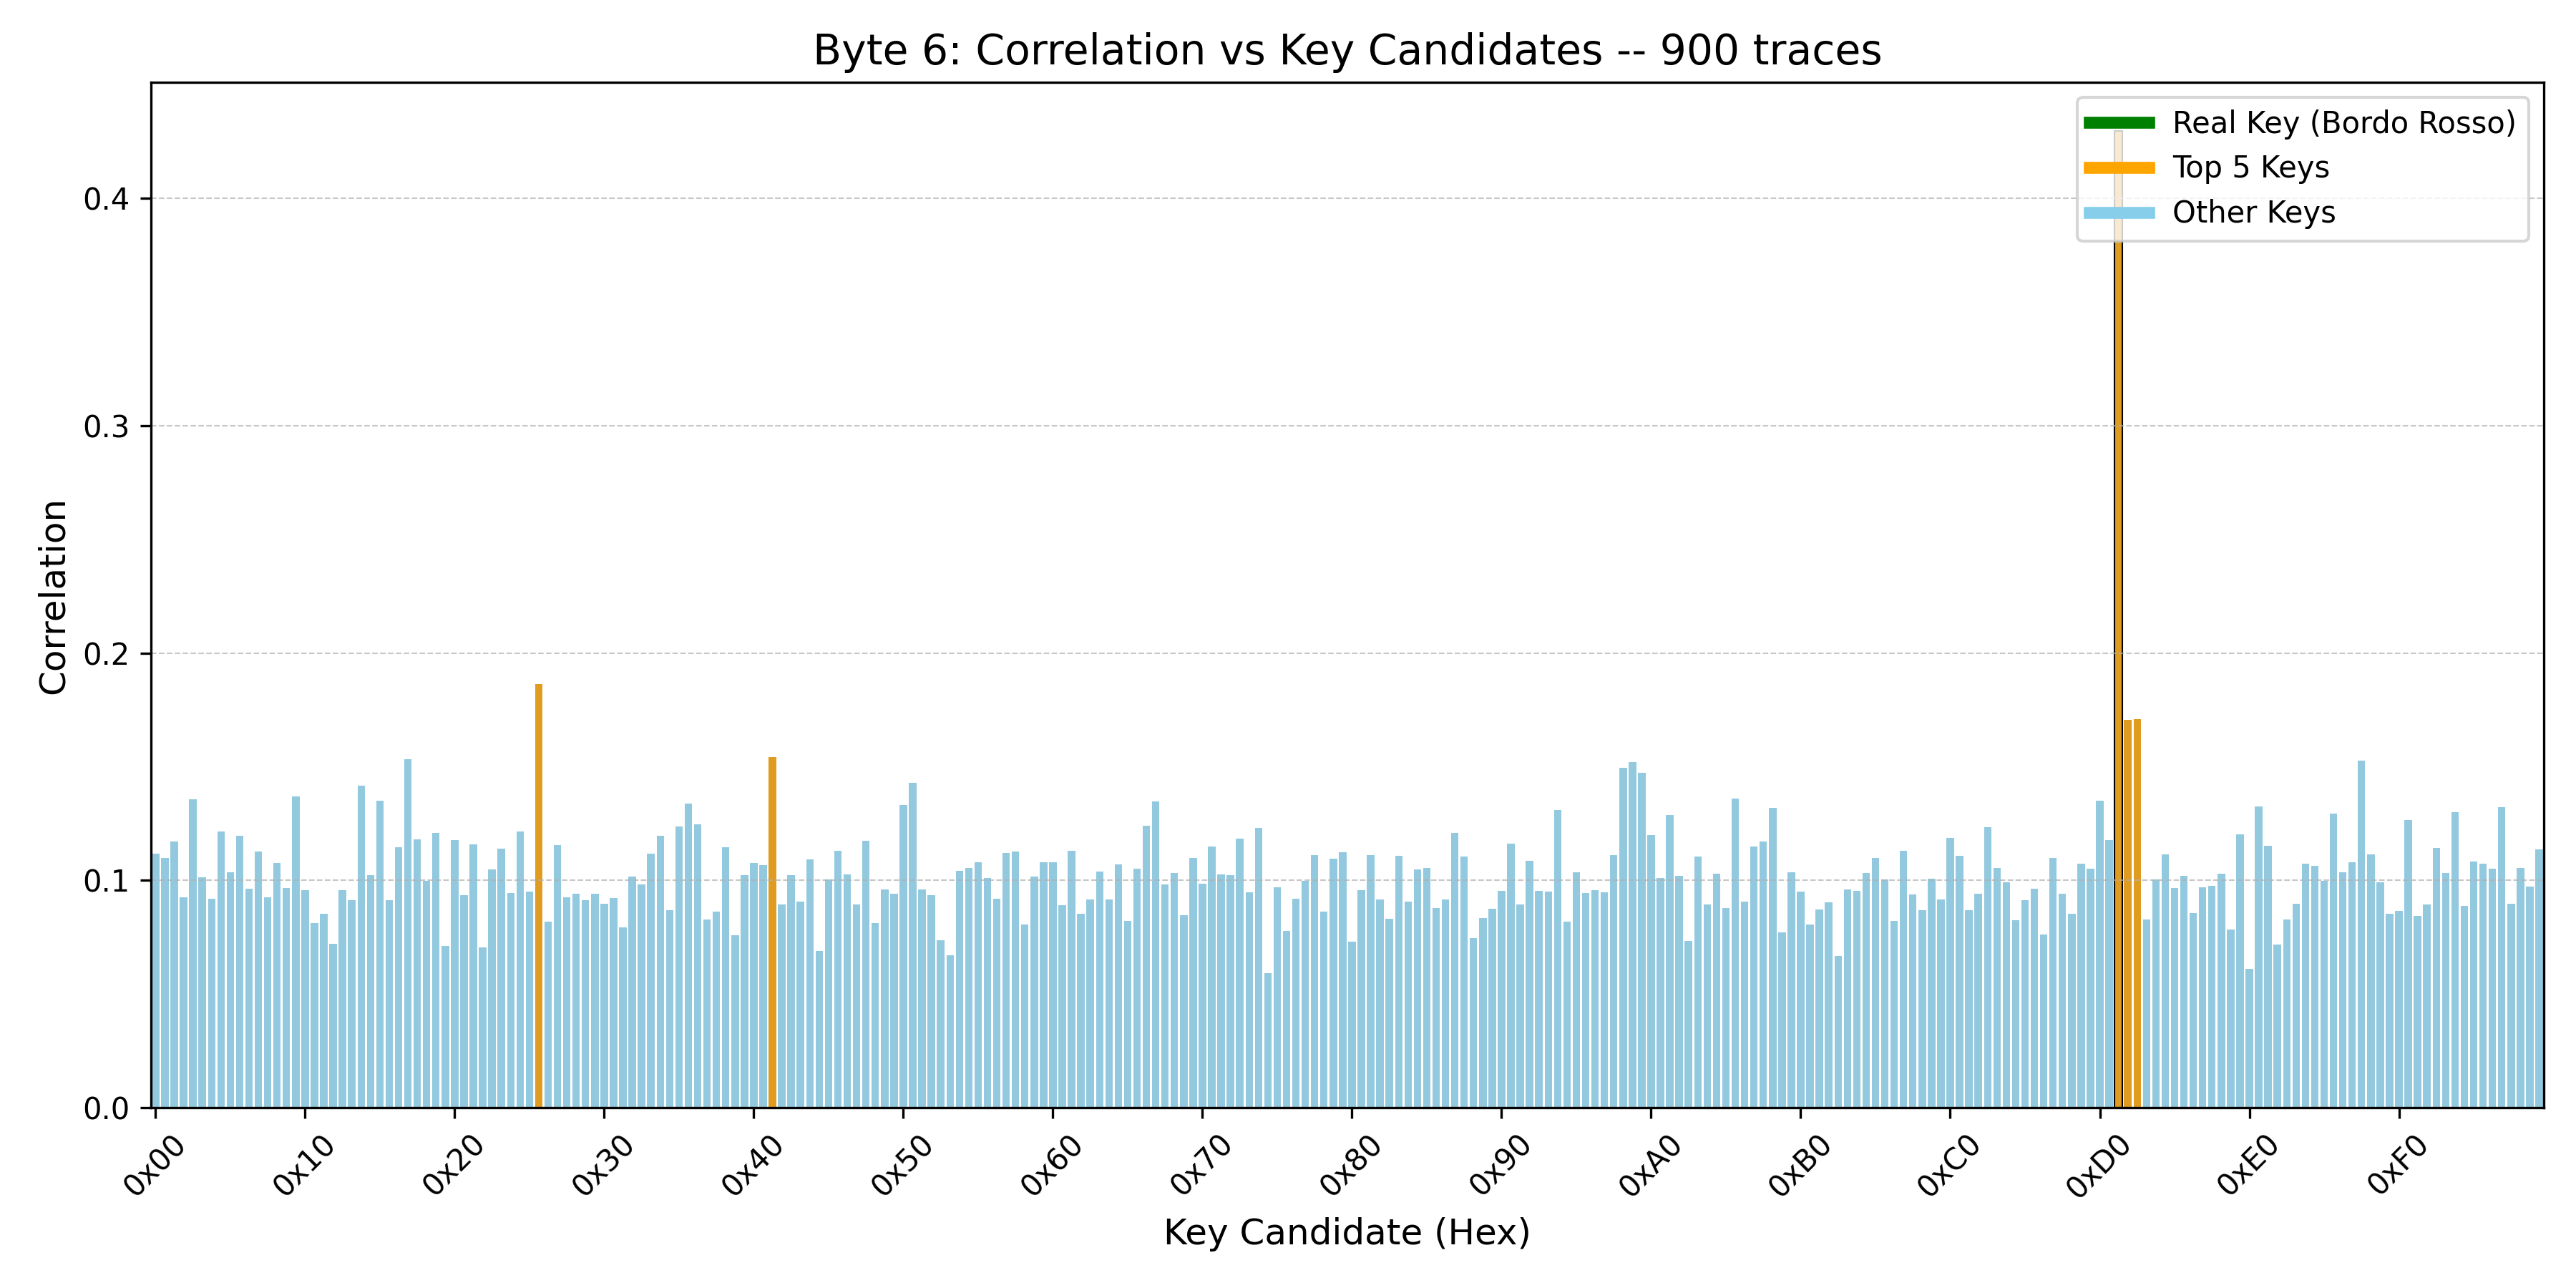 Byte 6: Correlation vs Key Candidates -- 900 traces
Real Key (Bordo Rosso)
Top 5 Keys
Other Keys
Correlation
0.4
0.3
0.2
0.1
0.0
0x00 0x10 0x20 0x30 0x40 0x50 0x60 0x70 0x80 0x90 0xA0 0xB0 0xC0 0xD0 0xE0 0xF0
Key Candidate (Hex)